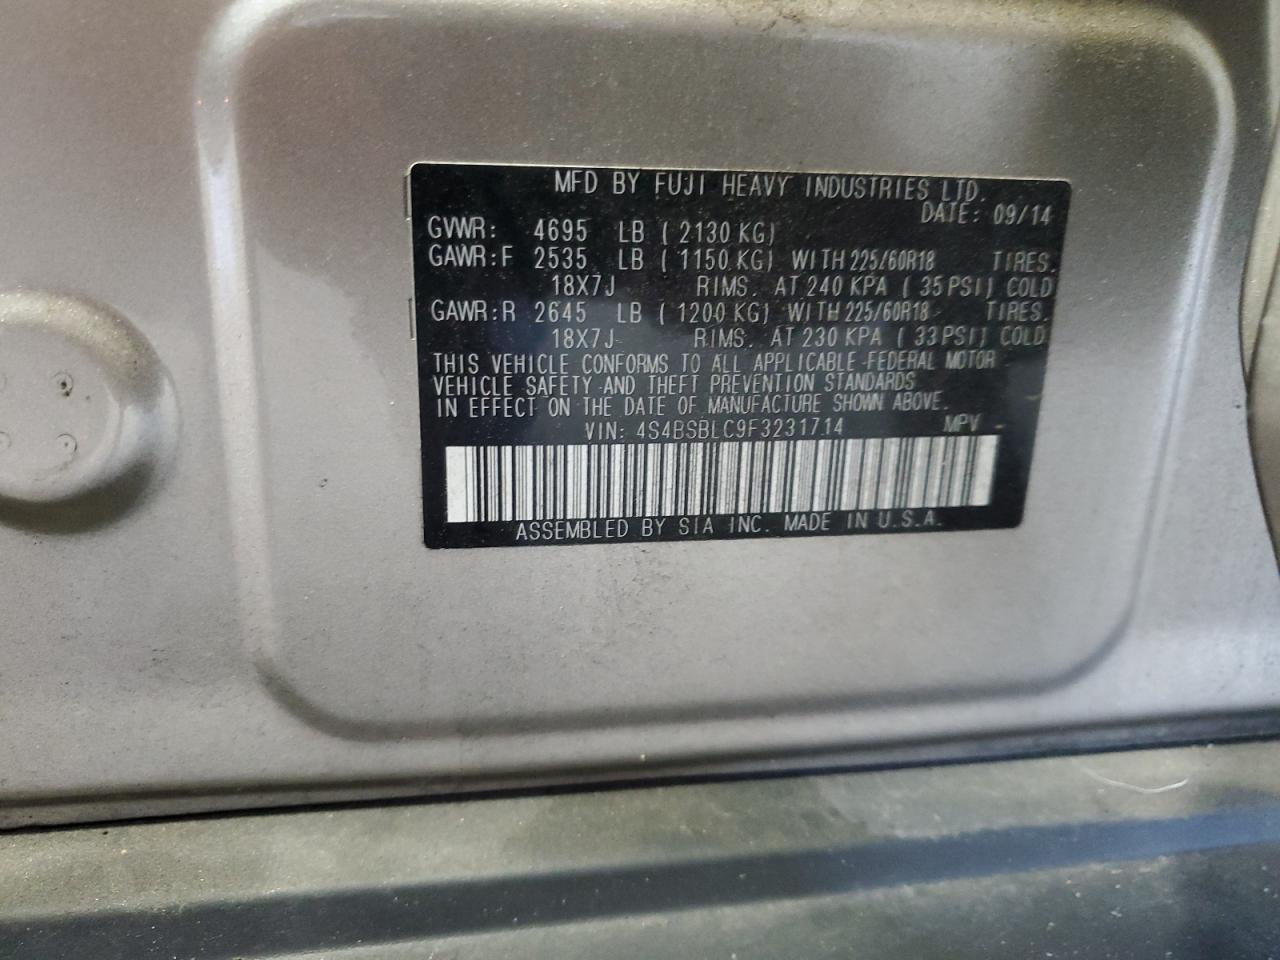 MFD BY FUJI HEAVY INDUSTRIES LTD.
DATE: 09/14
GVWR: 4695 LB ( 2130 KG)
GAWR:F 2535 LB ( 1150 KG) WITH 225/60R18 TIRES.
18X7J RIMS. AT 240 KPA ( 35 PSI) COLD
GAWR:R 2645 LB ( 1200 KG) WITH 225/60R18 TIRES.
18X7J RIMS. AT 230 KPA ( 33 PSI) COLD
THIS VEHICLE CONFORMS TO ALL APPLICABLE FEDERAL MOTOR
VEHICLE SAFETY AND THEFT PREVENTION STANDARDS
IN EFFECT ON THE DATE OF MANUFACTURE SHOWN ABOVE.
VIN: 4S4BSBLC9F3231714 MPV
ASSEMBLED BY SIA INC. MADE IN U.S.A.